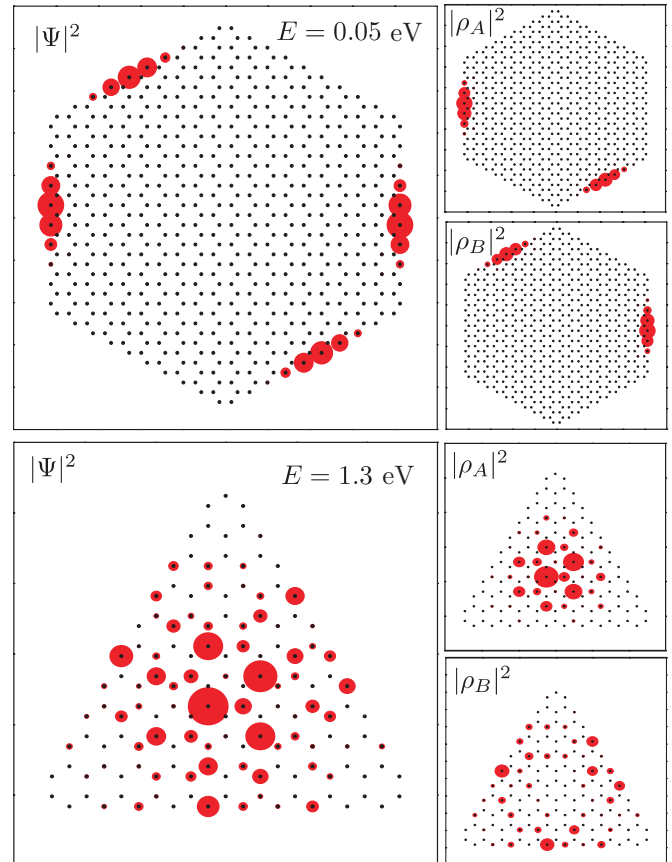 |Ψ|² E = 0.05 eV
|ρ_A|²
|ρ_B|²
|Ψ|² E = 1.3 eV
|ρ_A|²
|ρ_B|²